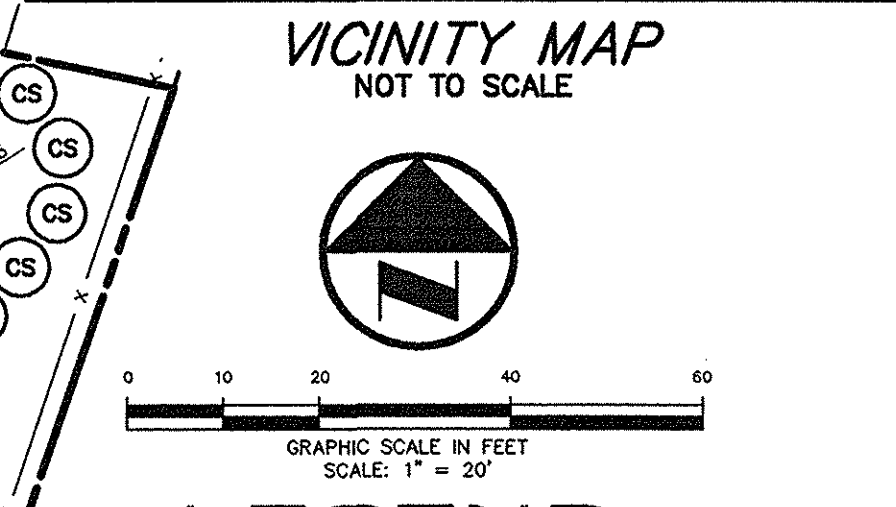 VICINITY MAP
NOT TO SCALE
CS
CS
CS
CS
X
X
N
0 10 20 40 60
GRAPHIC SCALE IN FEET
SCALE: 1" = 20'